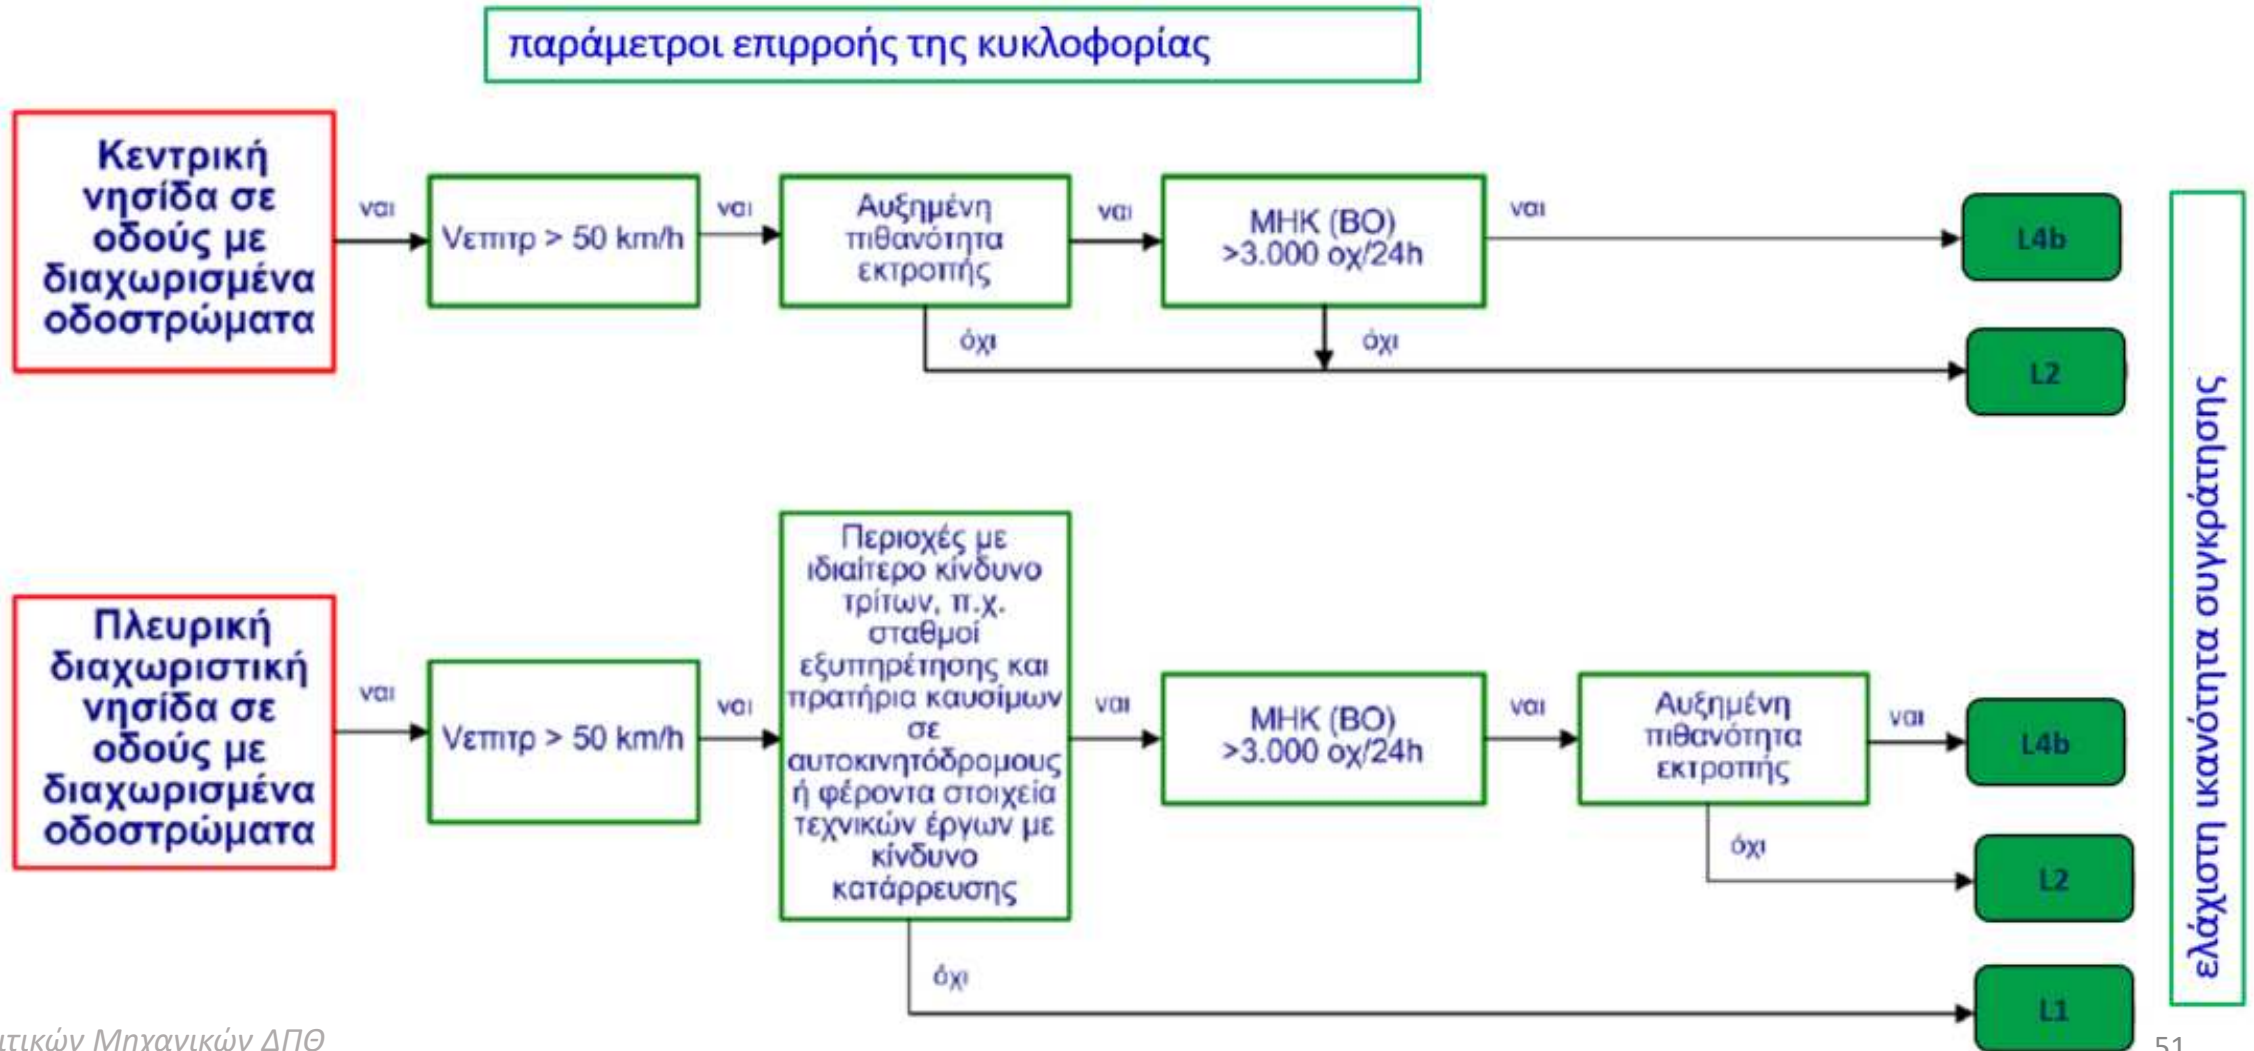 παράμετροι επιρροής της κυκλοφορίας
Κεντρική
νησίδα σε
οδούς με
διαχωρισμένα
οδοστρώματα
ναι
Vεπιτρ > 50 km/h
ναι
Αυξημένη
πιθανότητα
εκτροπής
ναι
ΜΗΚ (ΒΟ)
>3.000 οχ/24h
ναι
L4b
όχι
όχι
L2
Πλευρική
διαχωριστική
νησίδα σε
οδούς με
διαχωρισμένα
οδοστρώματα
ναι
Vεπιτρ > 50 km/h
ναι
Περιοχές με
ιδιαίτερο κίνδυνο
τρίτων, π.χ.
σταθμοί
εξυπηρέτησης και
πρατήρια καυσίμων
σε
αυτοκινητόδρομους
ή φέροντα στοιχεία
τεχνικών έργων με
κίνδυνο
κατάρρευσης
ναι
ΜΗΚ (ΒΟ)
>3.000 οχ/24h
ναι
Αυξημένη
πιθανότητα
εκτροπής
ναι
L4b
όχι
L2
όχι
L1
ελάχιστη ικανότητα συγκράτησης
ιτικών Μηχανικών ΔΠΘ
51